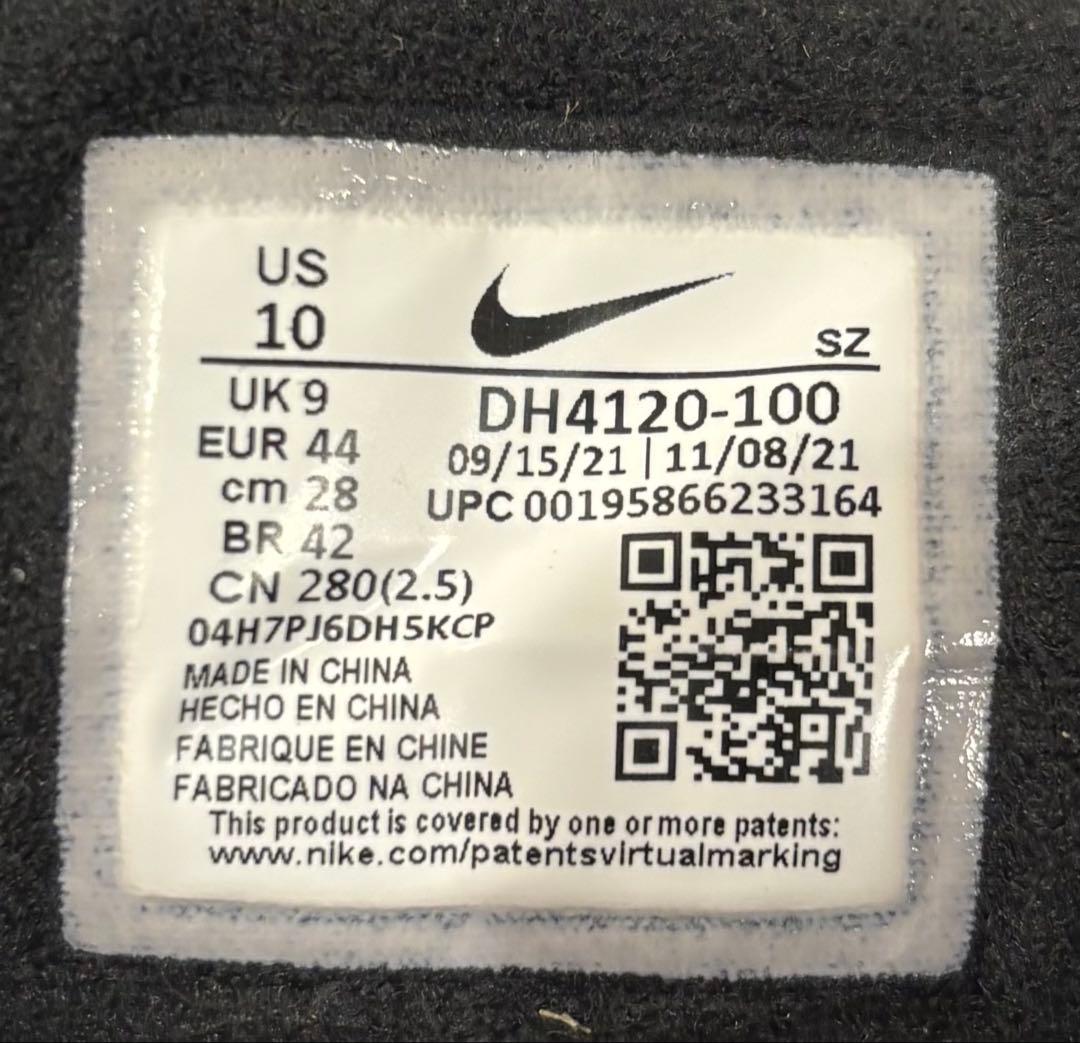 US
10
SZ
UK 9
EUR 44
cm 28
BR 42
CN 280(2.5)
DH4120-100
09/15/21 | 11/08/21
UPC 00195866233164
04H7PJ6DH5KCP
MADE IN CHINA
HECHO EN CHINA
FABRIQUE EN CHINE
FABRICADO NA CHINA
This product is covered by one or more patents:
www.nike.com/patentsvirtualmarking